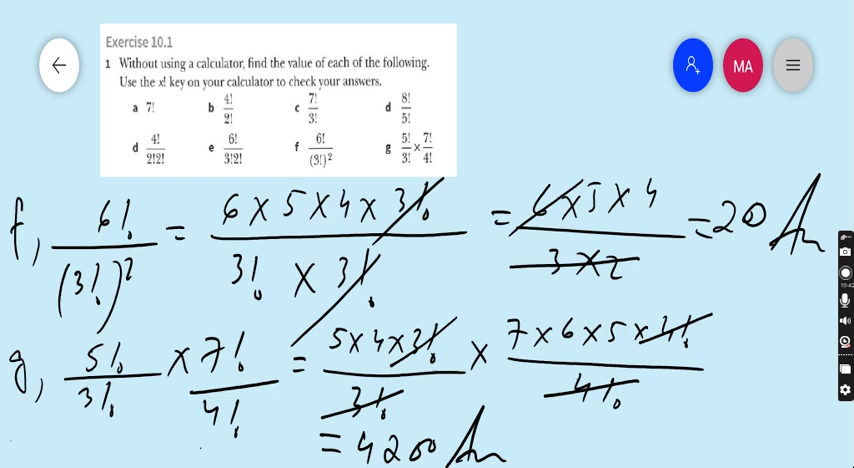 Exercise 10.1
1 Without using a calculator, find the value of each of the following.
Use the x! key on your calculator to check your answers.
a 7! b 4!/2! c 7!/3! d 8!/5!
d 4!/2!2! e 6!/3!2! f 6!/(3!)² g 5!/3! × 7!/4!
MA
f, 6!/(3!)² = 6 × 5 × 4 × 3!/3! × 3! = 6 × 5 × 4/3 × 2 = 20 An
g, 5!/3! × 7!/4! = 5 × 4 × 3!/3! × 7 × 6 × 5 × 4!/4!
= 4200 An